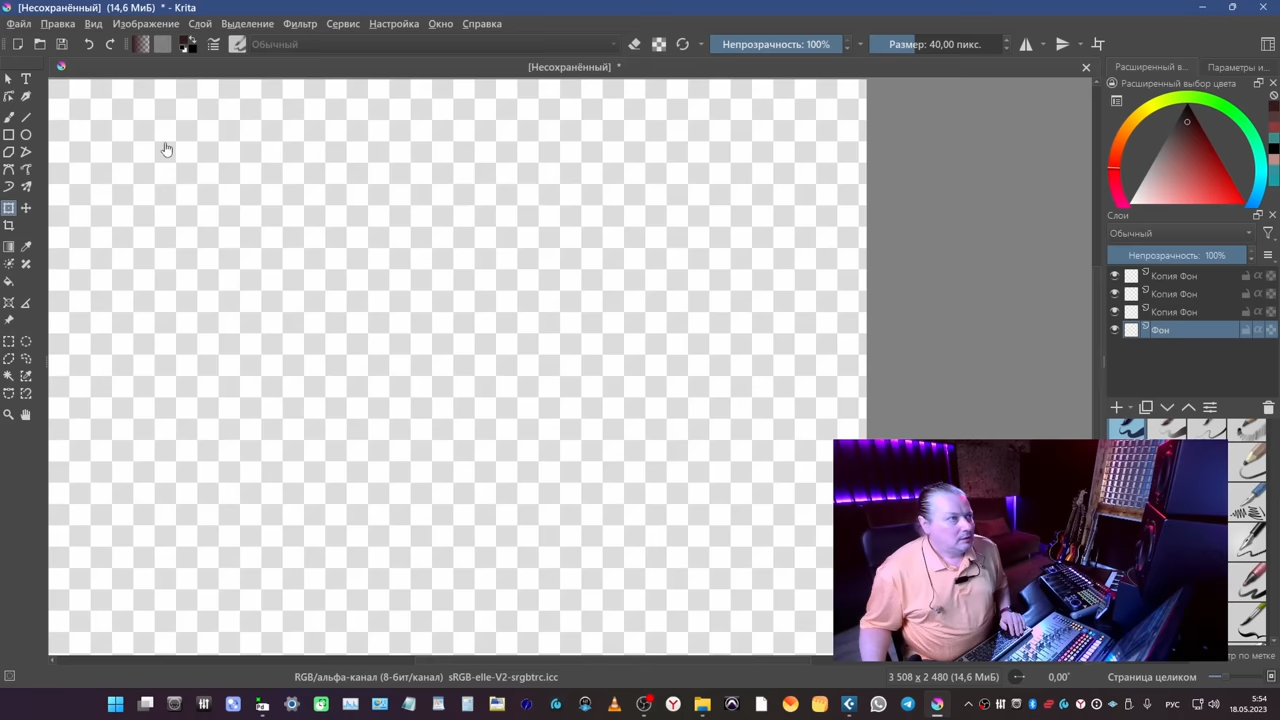 [Несохранённый] (14,6 МиБ) * - Krita
Файл Правка Вид Изображение Слой Выделение Фильтр Сервис Настройка Окно Справка
Обычный
Непрозрачность: 100%
Размер: 40,00 пикс.
[Несохранённый] *
Расширенный в...
Параметры и...
Расширенный выбор цвета
Слои
Обычный
Непрозрачность: 100%
Копия Фон
Копия Фон
Копия Фон
Фон
р по метке
RGB/альфа-канал (8-бит/канал) sRGB-elle-V2-srgbtrc.icc
3 508 x 2 480 (14,6 МиБ)
0,00°
Страница целиком
РУС
5:54
18.05.2023